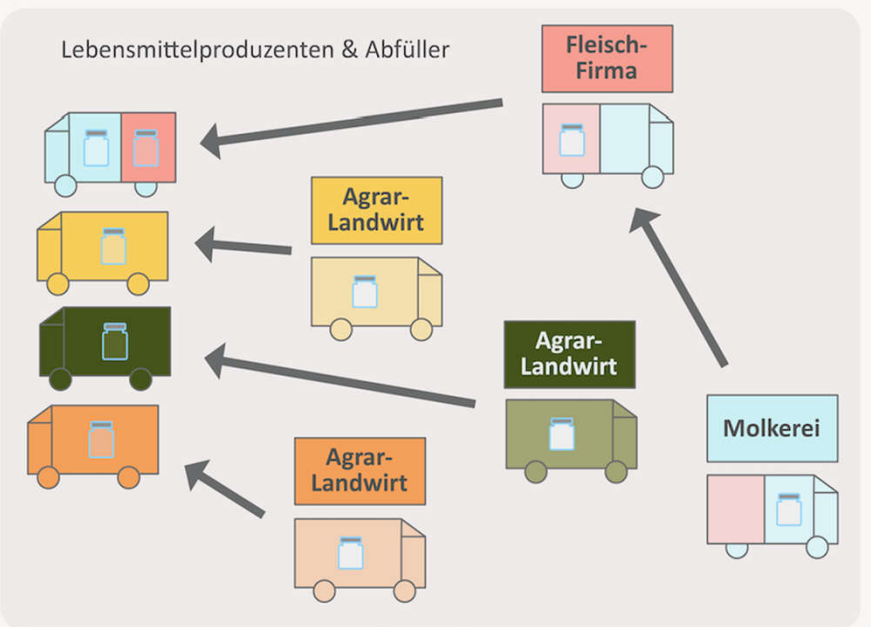 Lebensmittelproduzenten & Abfüller
Fleisch-
Firma
Agrar-
Landwirt
Agrar-
Landwirt
Molkerei
Agrar-
Landwirt